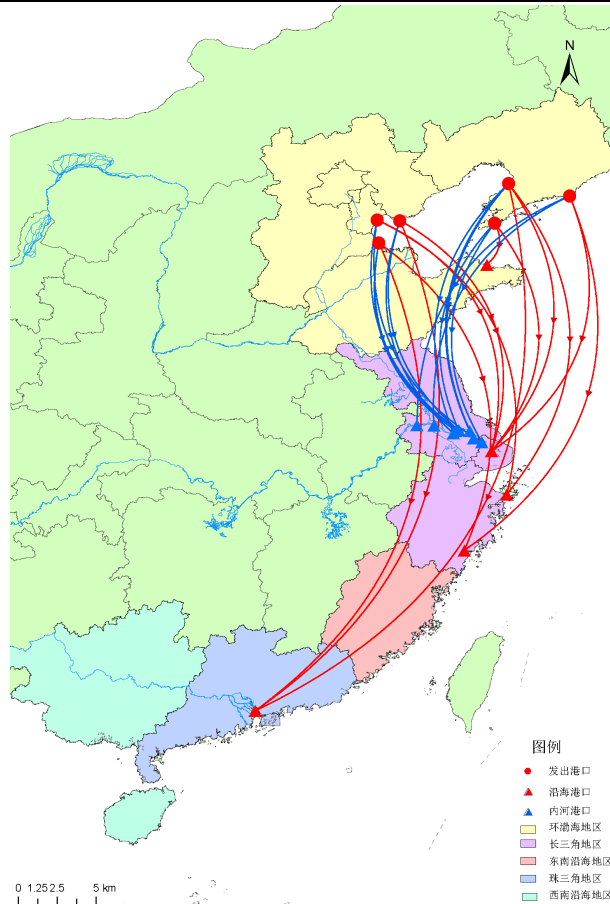 N
图例
发出港口
沿海港口
内河港口
环渤海地区
长三角地区
东南沿海地区
珠三角地区
西南沿海地区
0 1.25 2.5 5 km